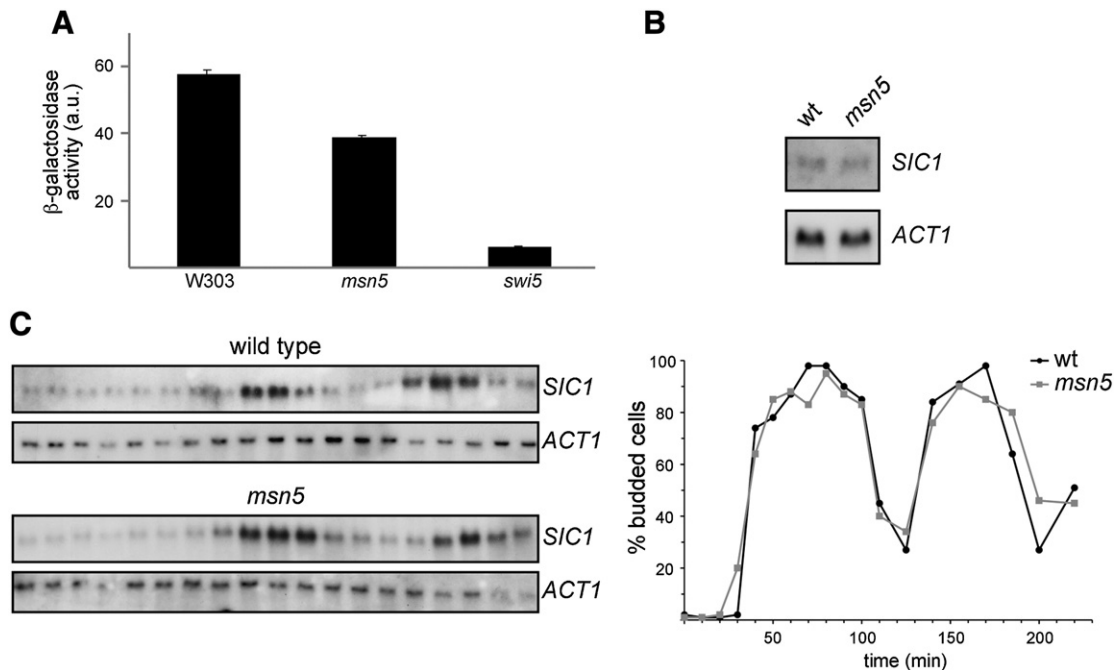 A
β-galactosidase
activity (a.u.)
60
40
20
W303
msn5
swi5
B
wt
msn5
SIC1
ACT1
C
wild type
SIC1
ACT1
msn5
SIC1
ACT1
% budded cells
100
80
60
40
20
50
100
150
200
time (min)
wt
msn5